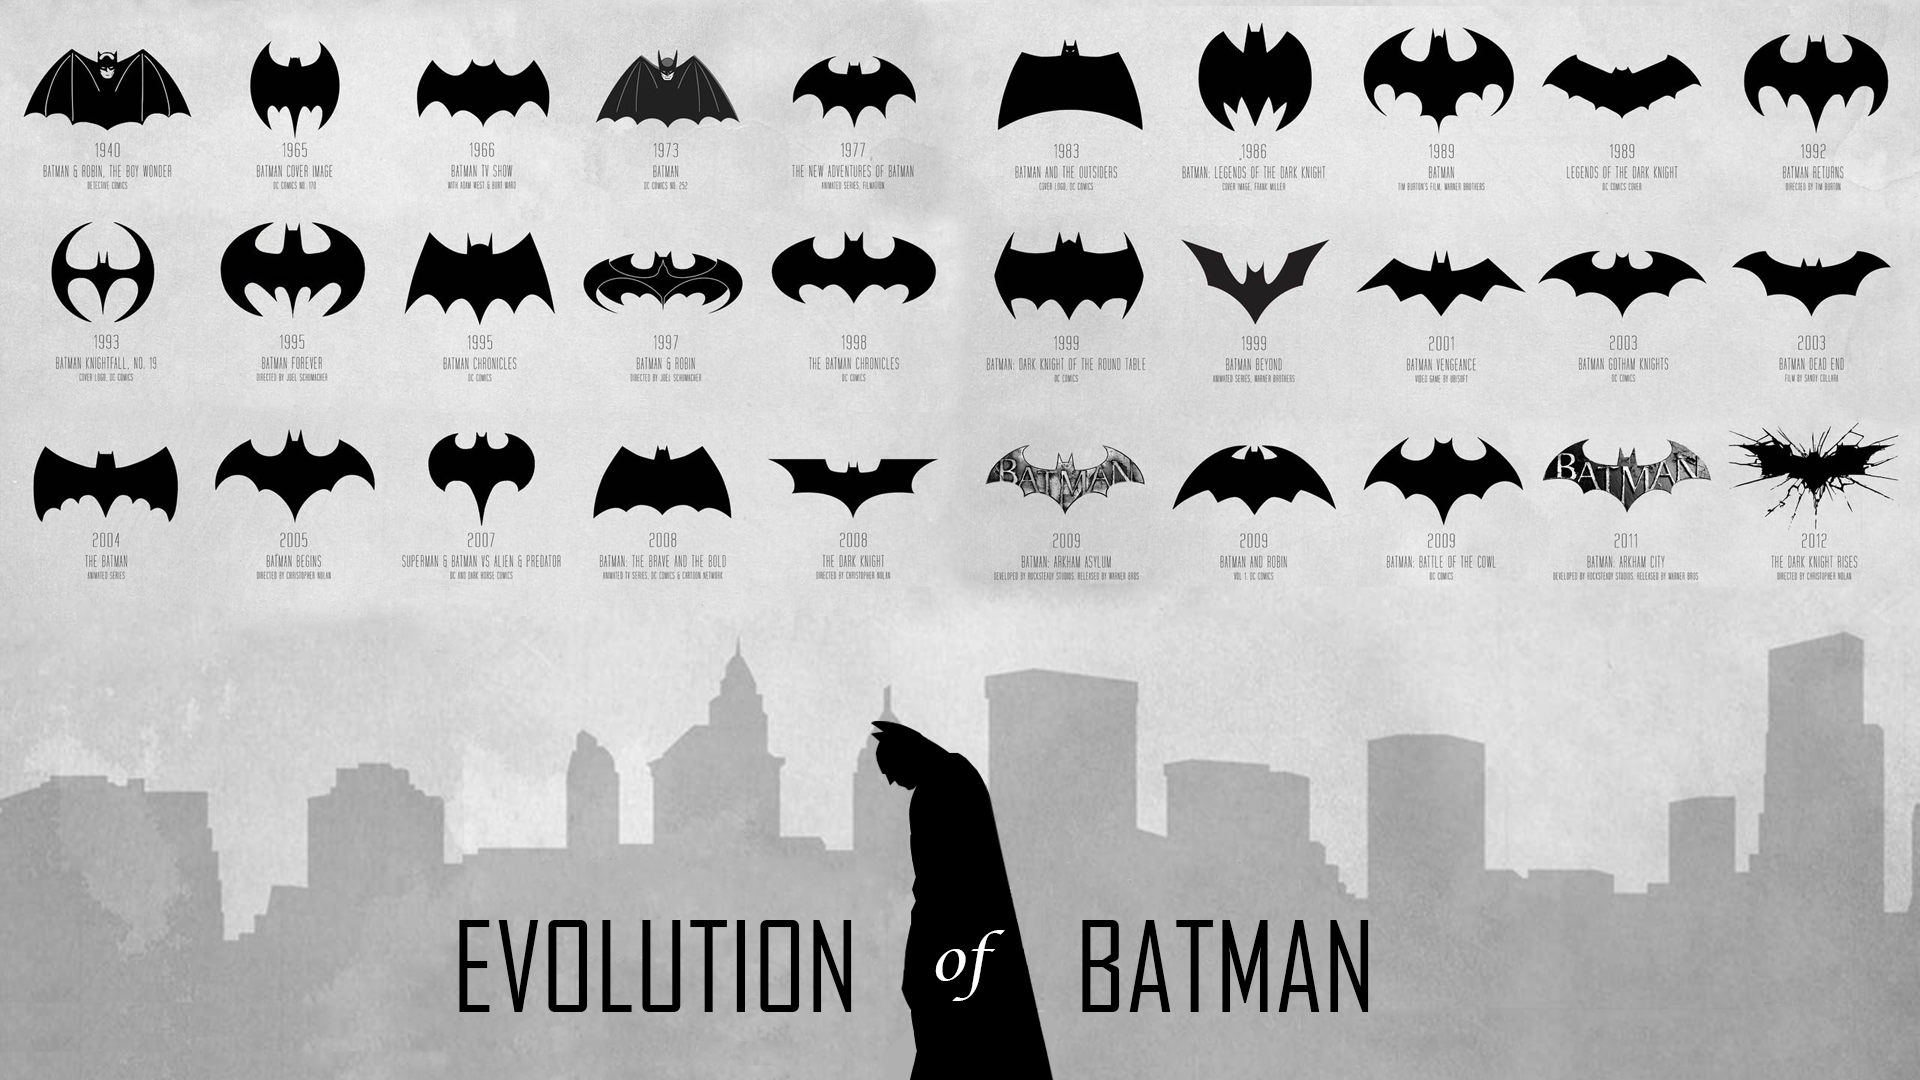 1940
BATMAN & ROBIN, THE BOY WONDER
DETECTIVE COMICS
1965
BATMAN COVER IMAGE
DC COMICS NO. 170
1966
BATMAN TV SHOW
WITH ADAM WEST & BURT WARD
1973
BATMAN
DC COMICS NO. 252
1977
THE NEW ADVENTURES OF BATMAN
ANIMATED SERIES, FILMATION
1983
BATMAN AND THE OUTSIDERS
COVER LOGO, DC COMICS
1986
BATMAN: LEGENDS OF THE DARK KNIGHT
COVER IMAGE, FRANK MILLER
1989
BATMAN
TIM BURTON'S FILM, WARNER BROTHERS
1989
LEGENDS OF THE DARK KNIGHT
DC COMICS COVER
1992
BATMAN RETURNS
DIRECTED BY TIM BURTON
1993
BATMAN KNIGHTFALL, NO. 19
COVER LOGO, DC COMICS
1995
BATMAN FOREVER
DIRECTED BY JOEL SCHUMACHER
1995
BATMAN CHRONICLES
DC COMICS
1997
BATMAN & ROBIN
DIRECTED BY JOEL SCHUMACHER
1998
THE BATMAN CHRONICLES
DC COMICS
1999
BATMAN: DARK KNIGHT OF THE ROUND TABLE
DC COMICS
1999
BATMAN BEYOND
ANIMATED SERIES, WARNER BROTHERS
2001
BATMAN VENGEANCE
VIDEO GAME BY UBISOFT
2003
BATMAN GOTHAM KNIGHTS
DC COMICS
2003
BATMAN DEAD END
FILM BY SANDY COLLARA
2004
THE BATMAN
ANIMATED SERIES
2005
BATMAN BEGINS
DIRECTED BY CHRISTOPHER NOLAN
2007
SUPERMAN & BATMAN VS ALIEN & PREDATOR
DC AND DARK HORSE COMICS
2008
BATMAN: THE BRAVE AND THE BOLD
ANIMATED TV SERIES, DC COMICS & CARTOON NETWORK
2008
THE DARK KNIGHT
DIRECTED BY CHRISTOPHER NOLAN
BATMAN
2009
BATMAN: ARKHAM ASYLUM
DEVELOPED BY ROCKSTEADY STUDIOS, RELEASED BY WARNER BROS
2009
BATMAN AND ROBIN
VOL 1, DC COMICS
2009
BATMAN: BATTLE OF THE COWL
DC COMICS
BATMAN
2011
BATMAN: ARKHAM CITY
DEVELOPED BY ROCKSTEADY STUDIOS, RELEASED BY WARNER BROS
2012
THE DARK KNIGHT RISES
DIRECTED BY CHRISTOPHER NOLAN
EVOLUTION of BATMAN